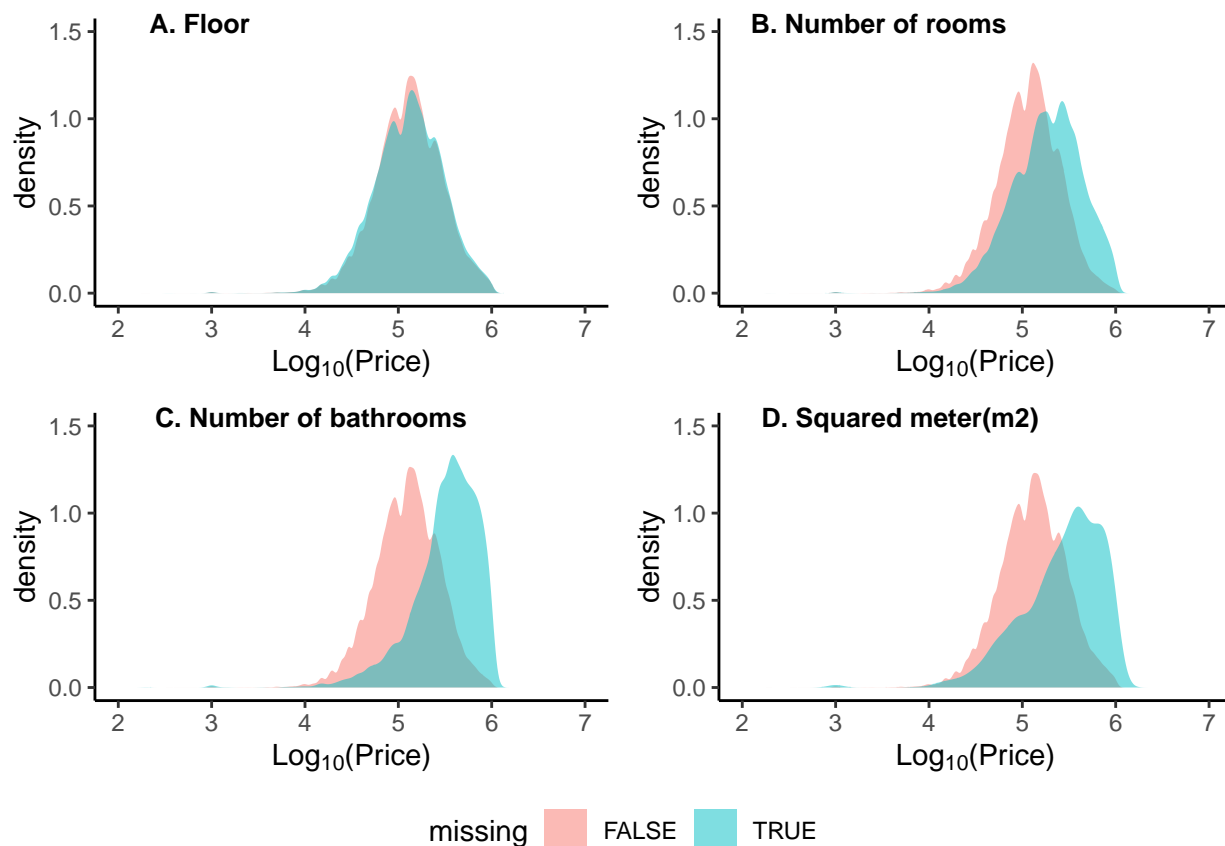 A. Floor
1.5
1.0
0.5
0.0
density
2 3 4 5 6 7
Log10(Price)
B. Number of rooms
1.5
1.0
0.5
0.0
density
2 3 4 5 6 7
Log10(Price)
C. Number of bathrooms
1.5
1.0
0.5
0.0
density
2 3 4 5 6 7
Log10(Price)
D. Squared meter(m2)
1.5
1.0
0.5
0.0
density
2 3 4 5 6 7
Log10(Price)
missing FALSE TRUE